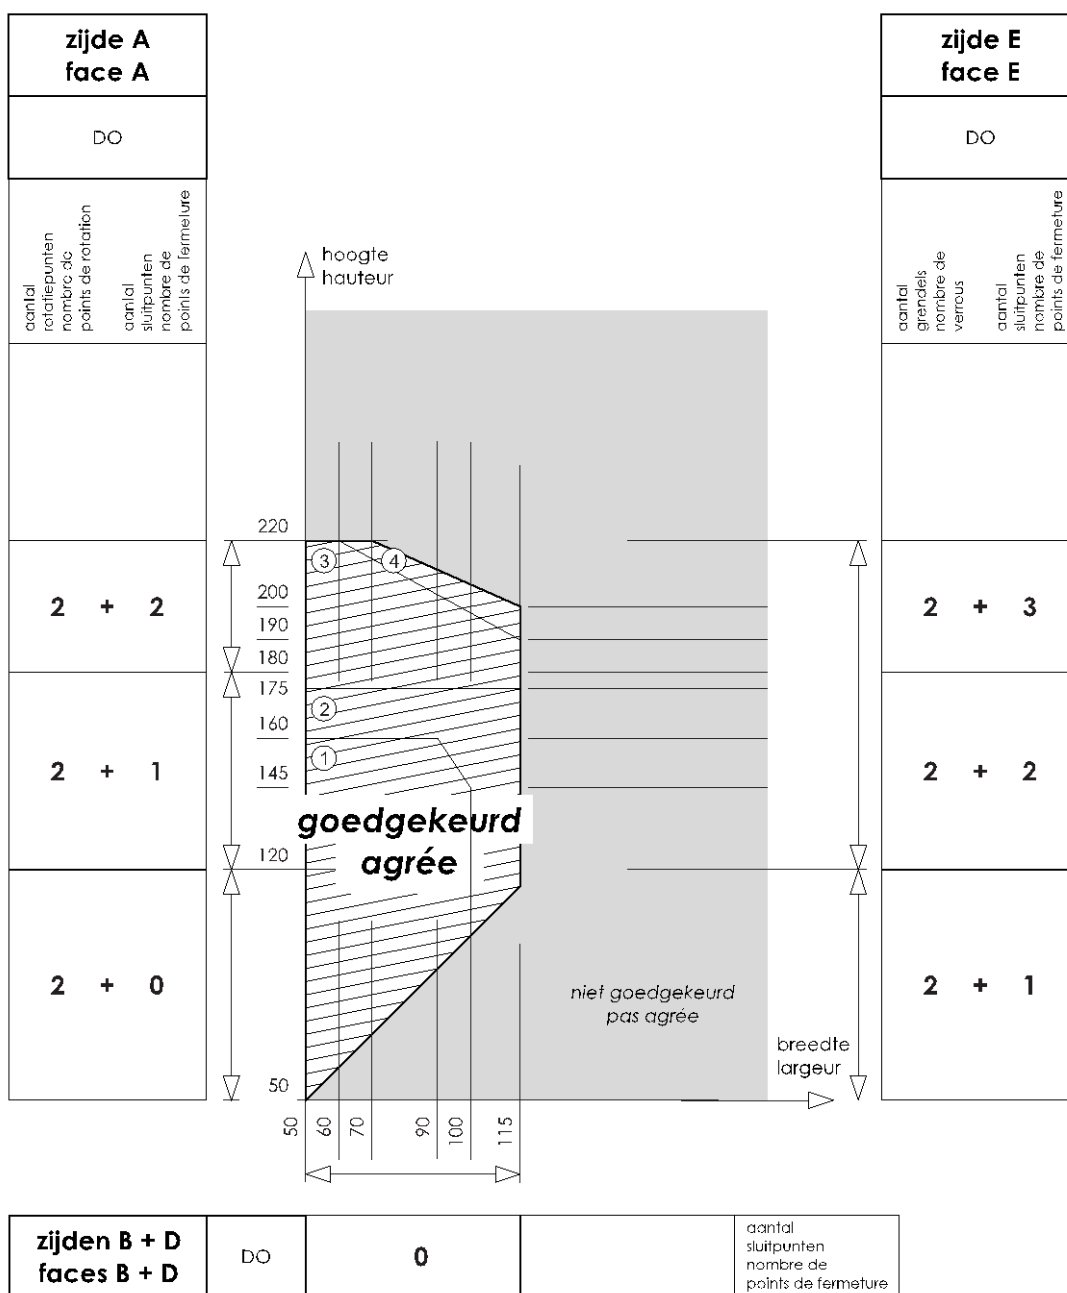 zijde A
face A
DO
aantal
rotatiepunten
nombre de
points de rotation
aantal
sluitpunten
nombre de
points de fermeture
2 + 2
2 + 1
2 + 0
hoogte
hauteur
220
200
190
180
175
160
145
120
50
3
4
2
1
goedgekeurd
agrée
niet goedgekeurd
pas agrée
breedte
largeur
50
60
70
90
100
115
zijde E
face E
DO
aantal
grendels
nombre de
verrous
aantal
sluitpunten
nombre de
points de fermeture
2 + 3
2 + 2
2 + 1
zijden B + D
faces B + D
DO
0
aantal
sluitpunten
nombre de
points de fermeture